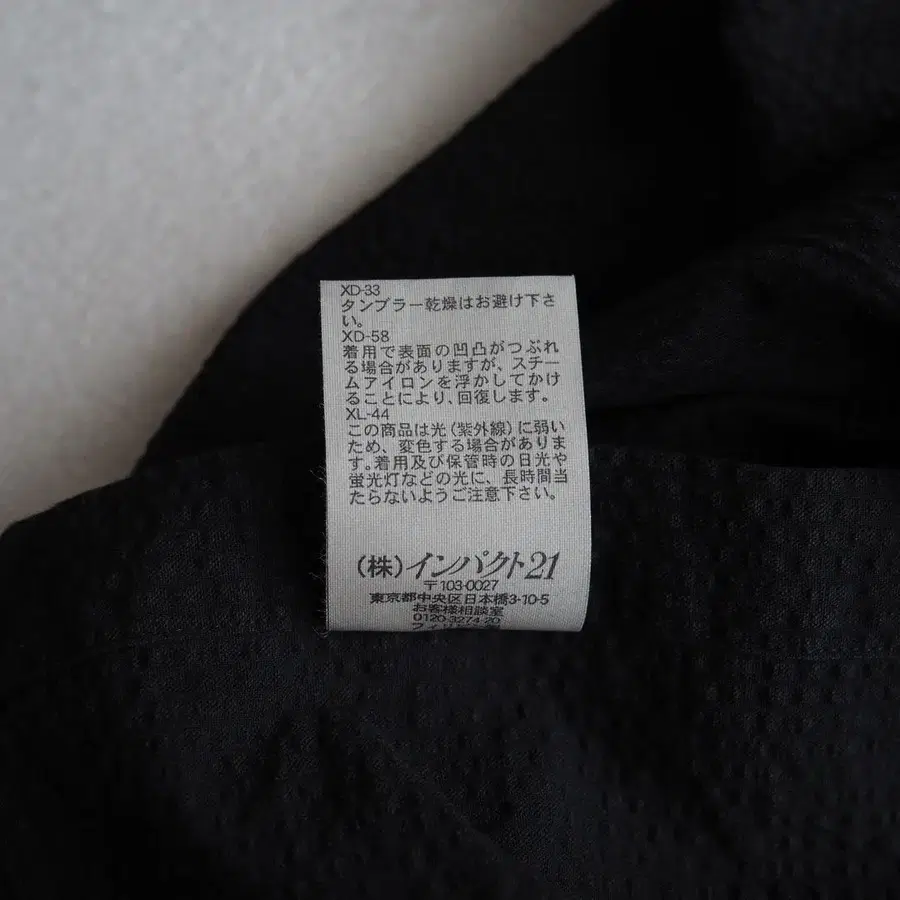 XD-33
タンブラー乾燥はお避け下さ
い。
XD-58
着用で表面の凹凸がつぶれ
る場合がありますが、スチー
ムアイロンを浮かしてかけ
ることにより、回復します。
XL-44
この商品は光(紫外線)に弱い
ため、変色する場合がありま
す。着用及び保管時の日光や
蛍光灯などの光に、長時間当
たらないようご注意下さい。
(株)インパクト21
〒103-0027
東京都中央区日本橋3-10-5
お客様相談室
0120-3274-20